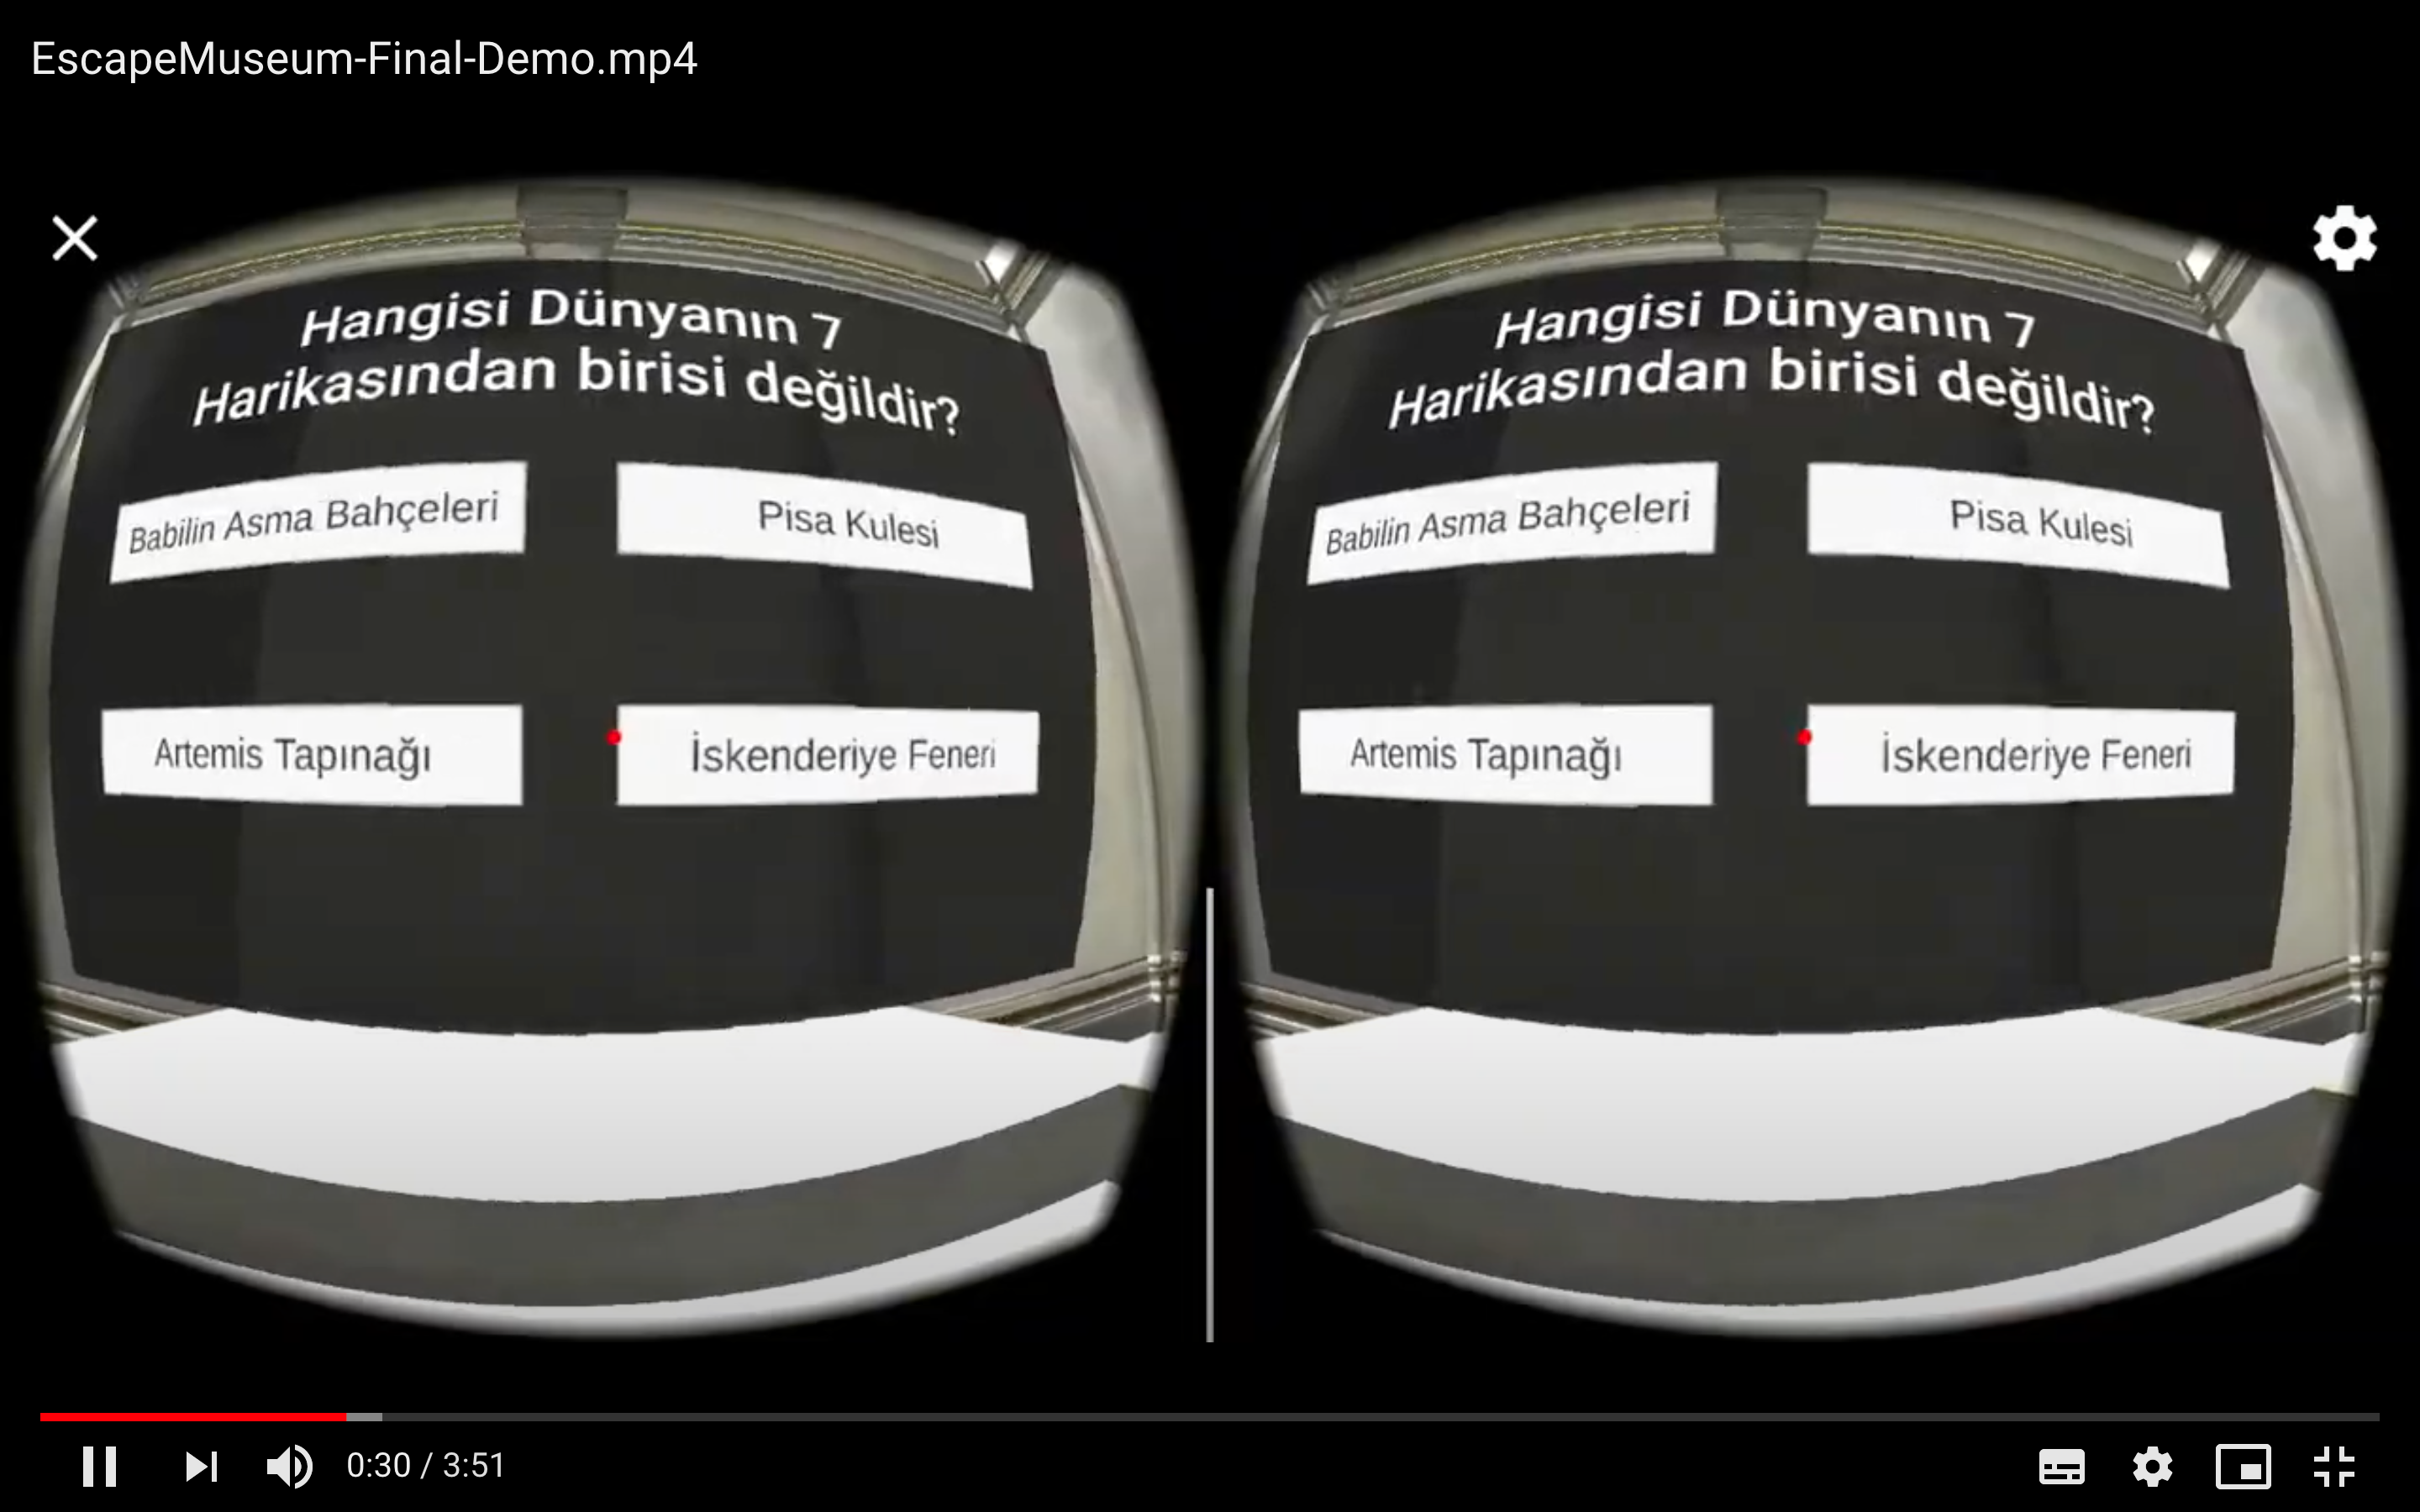 EscapeMuseum-Final-Demo.mp4
Hangisi Dünyanın 7
Harikasından birisi değildir?
Babilin Asma Bahçeleri
Pisa Kulesi
Artemis Tapınağı
İskenderiye Feneri
Hangisi Dünyanın 7
Harikasından birisi değildir?
Babilin Asma Bahçeleri
Pisa Kulesi
Artemis Tapınağı
İskenderiye Feneri
0:30 / 3:51